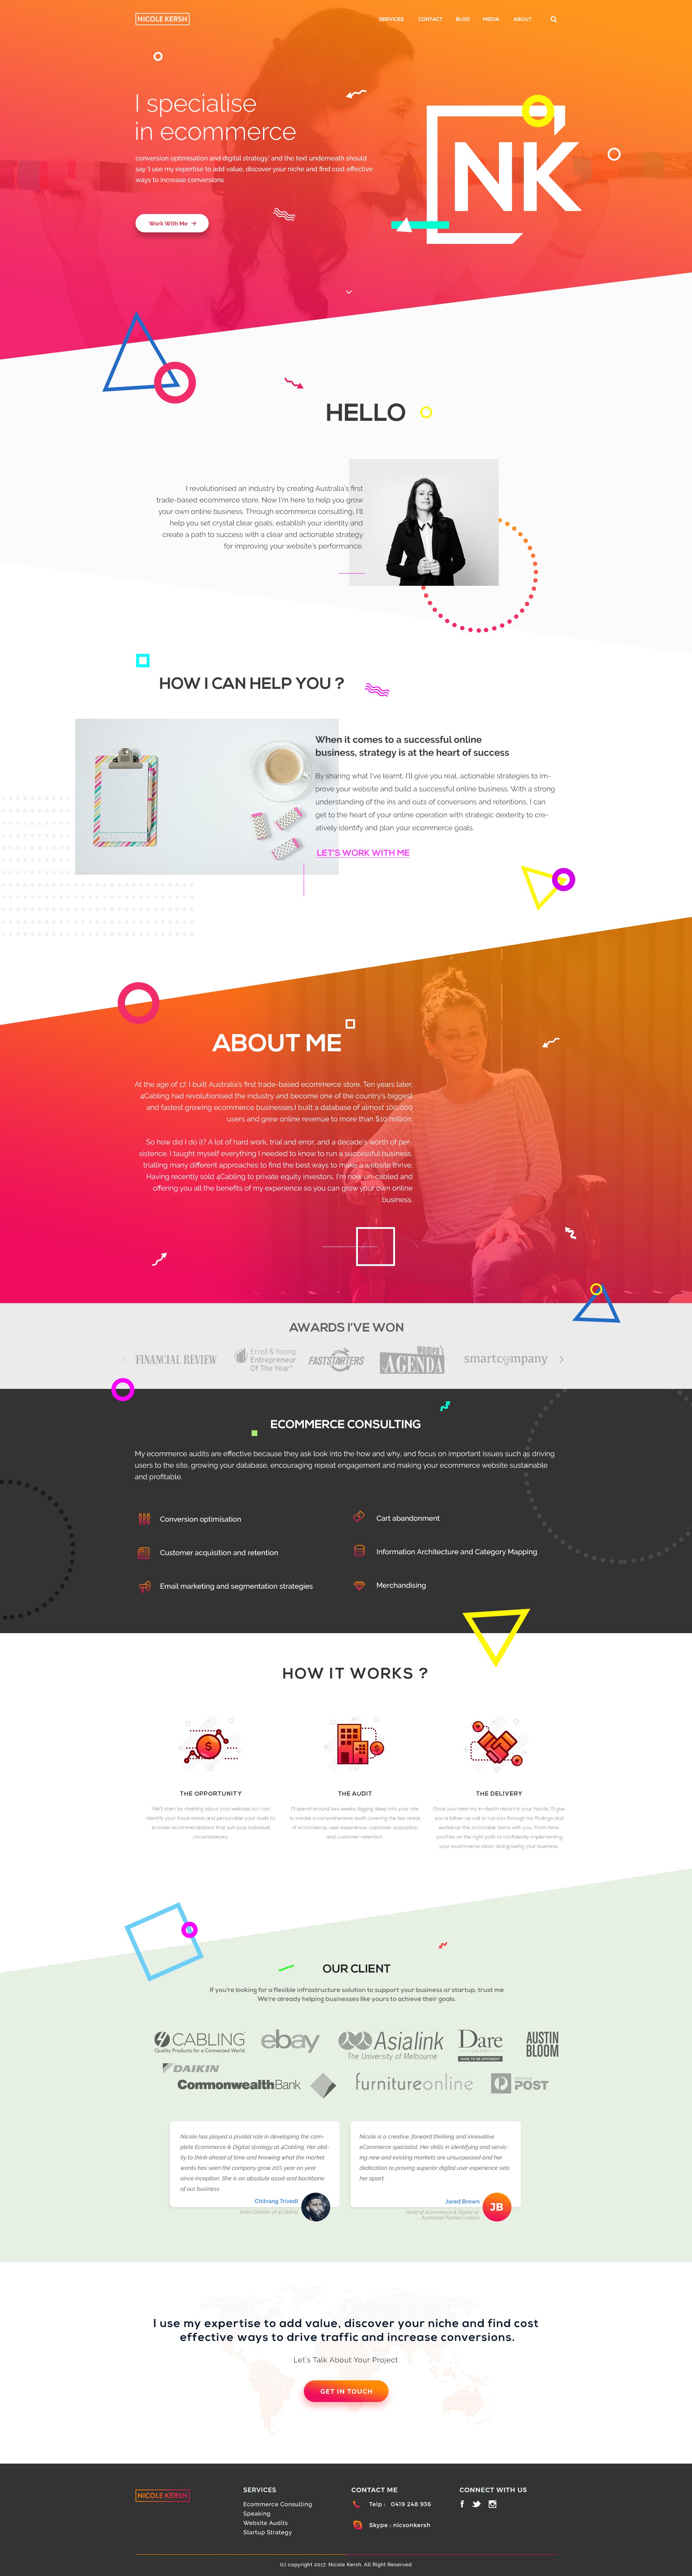 NICOLE KERSH
SERVICES CONTACT BLOG MEDIA ABOUT
I specialise
in ecommerce
conversion optimisation and digital strategy' and the text underneath should
say 'I use my expertise to add value, discover your niche and find cost effective
ways to increase conversions
Work With Me
NK
HELLO
I revolutionised an industry by creating Australia's first
trade-based ecommerce store. Now I'm here to help you grow
your own online business. Through ecommerce consulting, I'll
help you set crystal clear goals, establish your identity and
create a path to success with a clear and actionable strategy
for improving your website's performance.
HOW I CAN HELP YOU ?
When it comes to a successful online
business, strategy is at the heart of success
By sharing what I've learnt, I'll give you real, actionable strategies to im-
prove your website and build a successful online business. With a strong
understanding of the ins and outs of conversions and retentions, I can
get to the heart of your online operation with strategic dexterity to cre-
atively identify and plan your ecommerce goals.
LET'S WORK WITH ME
ABOUT ME
At the age of 17, I built Australia's first trade-based ecommerce store. Ten years later,
4Cabling had revolutionised the industry and become one of the country's biggest
and fastest growing ecommerce businesses,I built a database of almost 100,000
users and grew online revenue to more than $10 million.
So how did I do it? A lot of hard work, trial and error, and a decade's worth of per-
sistence. I taught myself everything I needed to know to run a successful business,
trialling many different approaches to find the best ways to make a website thrive.
Having recently sold 4Cabling to private equity investors, I'm now un-cabled and
offering you all the benefits of my experience so you can grow your own online
business.
AWARDS I'VE WON
FINANCIAL REVIEW
Ernst & Young
Entrepreneur
Of The Year
FASTSTARTERS
Women's
AGENDA
smartcompany
ECOMMERCE CONSULTING
My ecommerce audits are effective because they ask look into the how and why, and focus on important issues such as driving
users to the site, growing your database, encouraging repeat engagement and making your ecommerce website sustainable
and profitable.
Conversion optimisation
Cart abandonment
Customer acquisition and retention
Information Architecture and Category Mapping
Email marketing and segmentation strategies
Merchandising
HOW IT WORKS ?
THE OPPORTUNITY
We'll start by chatting about your website so I can
identify your focus areas and personalise your audit to
provide recommendations that suit your individual
circumstances.
THE AUDIT
I'll spend around two weeks digging deep into your site
to create a comprehensive audit covering the key areas
of ecommerce, user experience, customer acquisition
and customer retention.
THE DELIVERY
Once you have my in-depth report in your hands, I'll give
you a follow-up call to run you through my findings and
workshop the actionable items with you. From here,
you'll be on the right path to confidently implementing
your ecommerce vision and growing your business.
OUR CLIENT
If you're looking for a flexible infrastructure solution to support your business or startup, trust me
We're already helping businesses like yours to achieve their goals.
4CABLING
Quality Products for a Connected World.
ebay
Asialink
The University of Melbourne
Dare
GALLERY
DARE TO BE DIFFERENT
AUSTIN
BLOOM
DAIKIN
CommonwealthBank
furnitureonline
POST
Nicole has played a pivotal role in developing the com-
plete Ecommerce & Digital strategy at 4Cabling. Her abil-
ity to think ahead of time and knowing what the market
wants has seen the company grow 20% year on year
since inception. She is an absolute asset and backbone
of our business
Chitrang Trivedi
Sales Director @ 4Cabling
Nicole is a creative, forward thinking and innovative
eCommerce specialist. Her skills in identifying and servic-
ing new and existing markets are unsurpassed and her
dedication to proving superior digital user experience sets
her apart.
Jared Brown
Head of eCommerce & Digital at
Australian Fashion Labels
JB
I use my expertise to add value, discover your niche and find cost
effective ways to drive traffic and increase conversions.
Let's Talk About Your Project
GET IN TOUCH
NICOLE KERSH
SERVICES
Ecommerce Consulting
Speaking
Website Audits
Startup Strategy
CONTACT ME
Telp : 0419 248 936
Skype : nicsonkersh
CONNECT WITH US
(c) copyright 2017. Nicole Kersh. All Right Reserved